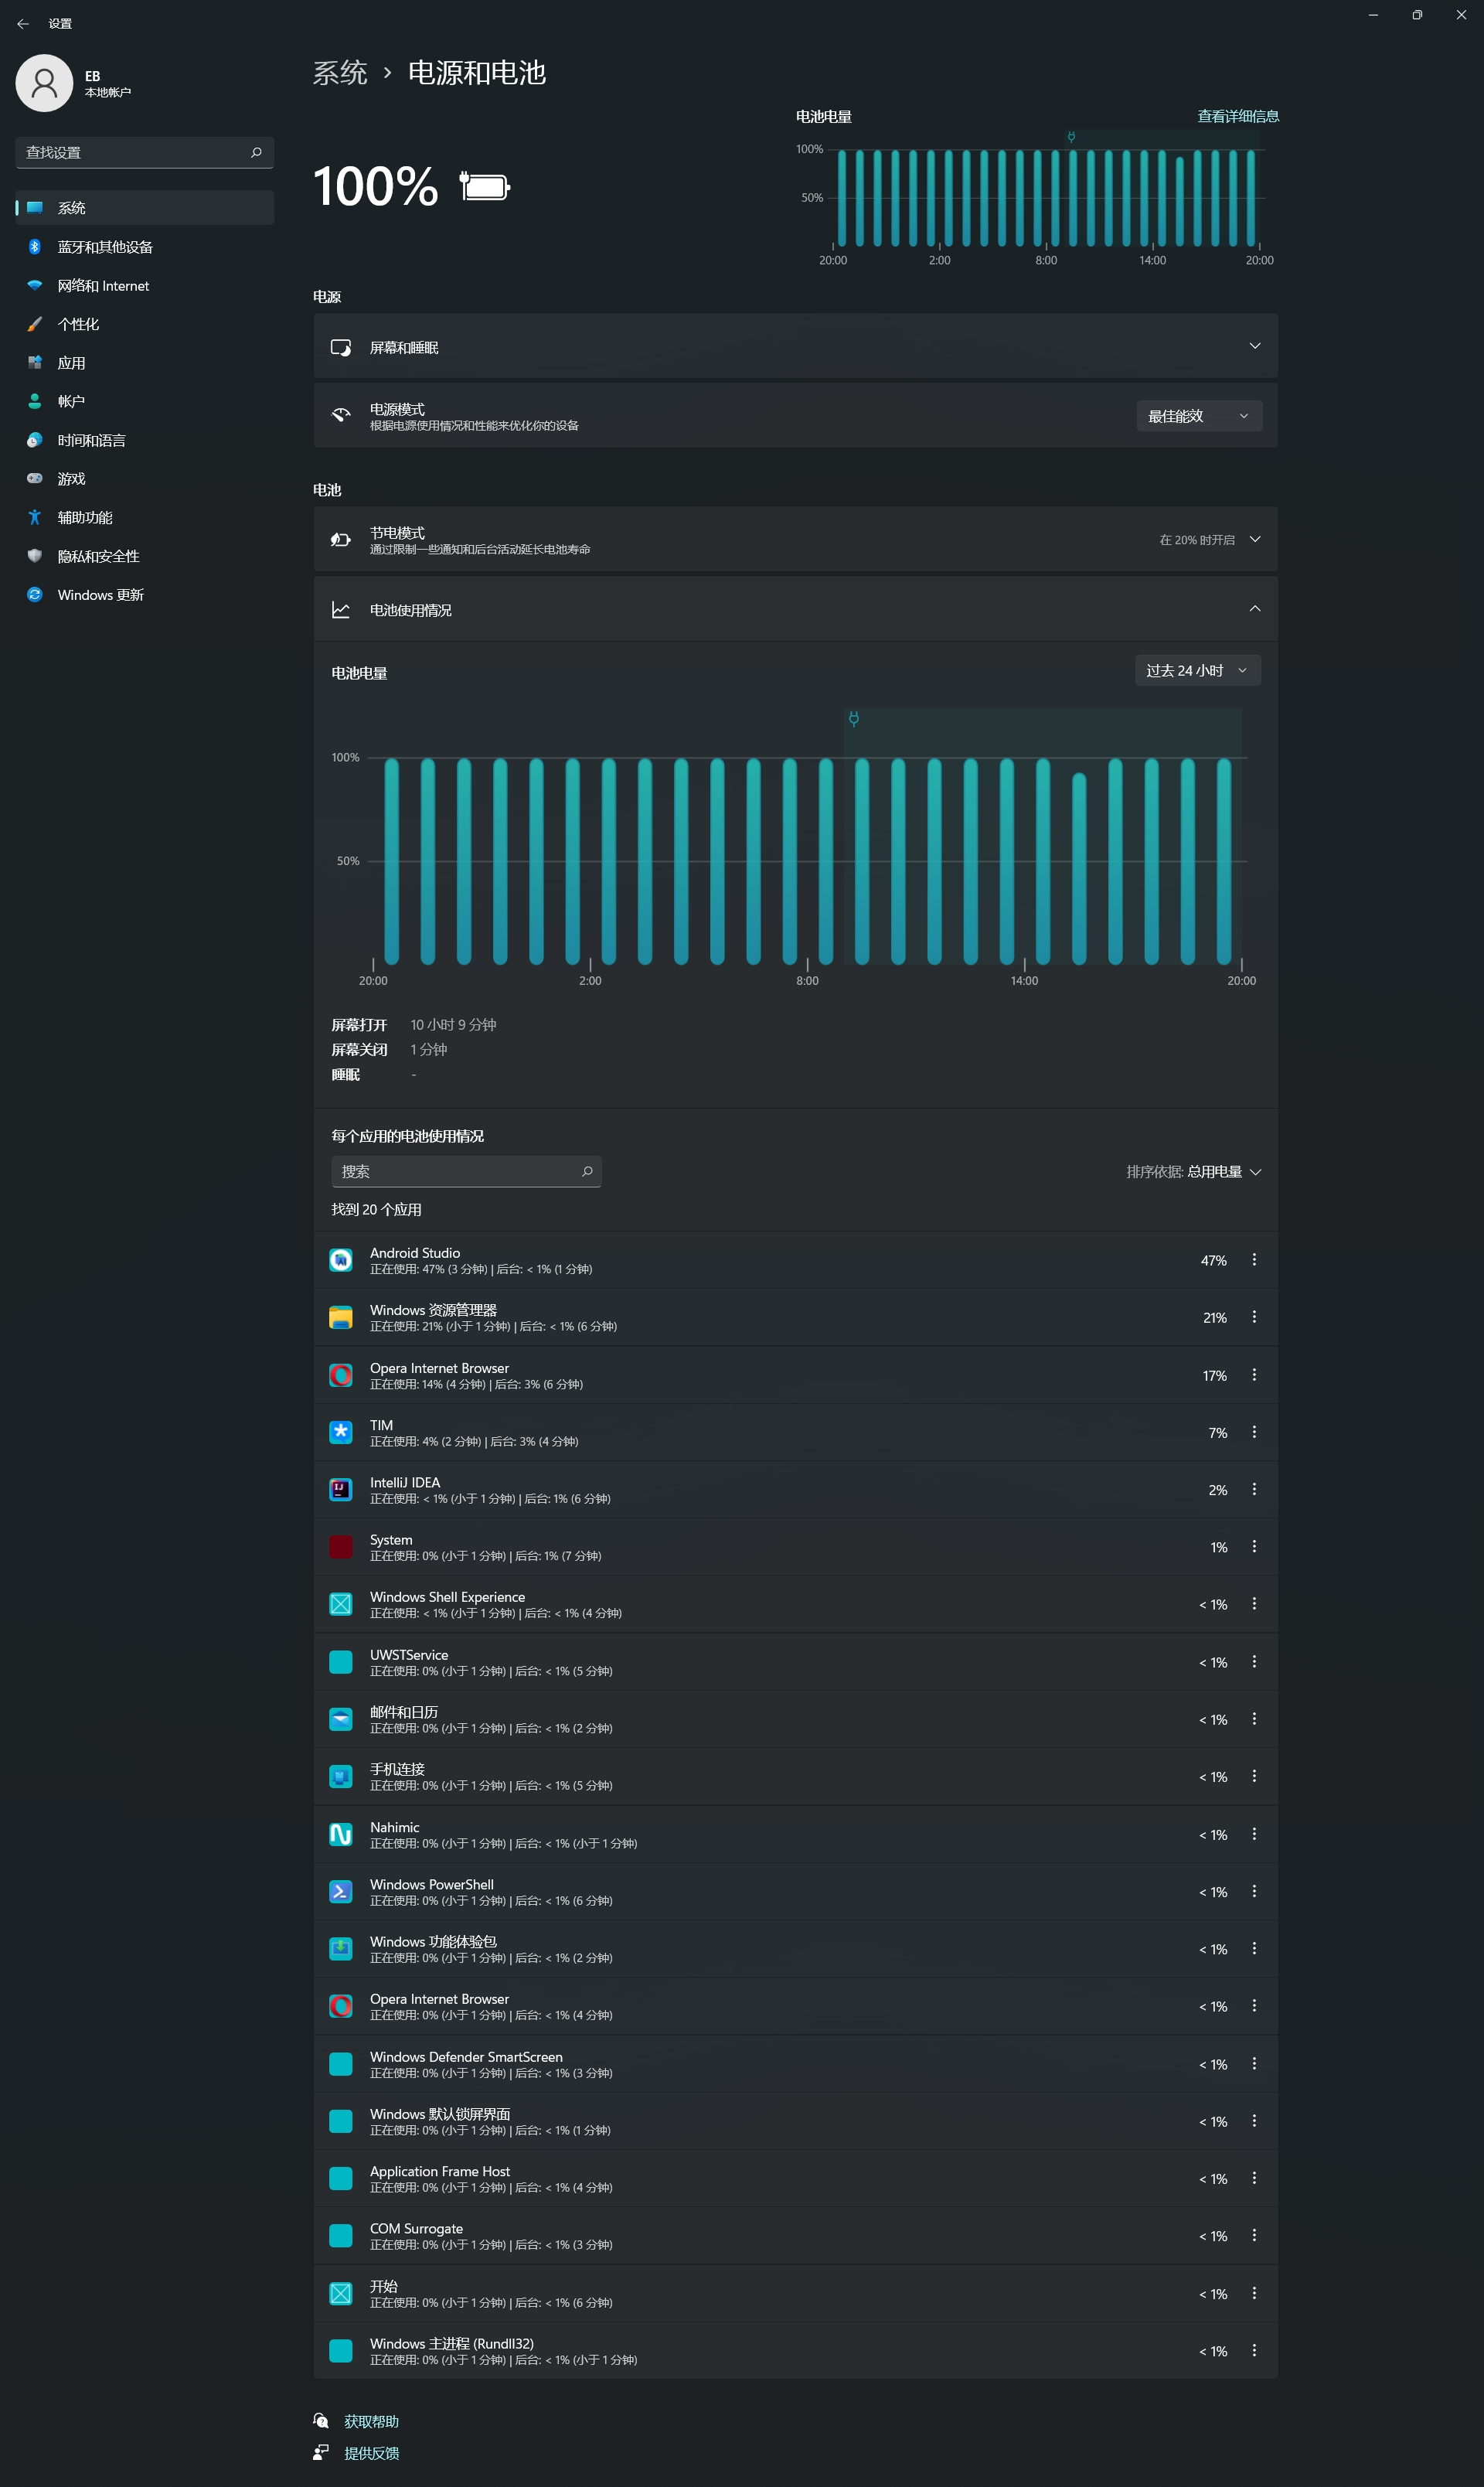 设置
EB
本地帐户
查找设置
系统
蓝牙和其他设备
网络和 Internet
个性化
应用
帐户
时间和语言
游戏
辅助功能
隐私和安全性
Windows 更新
系统 › 电源和电池
100%
电池电量 查看详细信息
100%
50%
20:00 2:00 8:00 14:00 20:00
电源
屏幕和睡眠
电源模式
根据电源使用情况和性能来优化你的设备
最佳能效
电池
节电模式
通过限制一些通知和后台活动延长电池寿命
在 20% 时开启
电池使用情况
电池电量
过去 24 小时
100%
50%
20:00 2:00 8:00 14:00 20:00
屏幕打开 10 小时 9 分钟
屏幕关闭 1 分钟
睡眠 -
每个应用的电池使用情况
搜索
排序依据: 总用电量
找到 20 个应用
Android Studio
正在使用: 47% (3 分钟) | 后台: < 1% (1 分钟)
47%
Windows 资源管理器
正在使用: 21% (小于 1 分钟) | 后台: < 1% (6 分钟)
21%
Opera Internet Browser
正在使用: 14% (4 分钟) | 后台: 3% (6 分钟)
17%
TIM
正在使用: 4% (2 分钟) | 后台: 3% (4 分钟)
7%
IntelliJ IDEA
正在使用: < 1% (小于 1 分钟) | 后台: 1% (6 分钟)
2%
System
正在使用: 0% (小于 1 分钟) | 后台: 1% (7 分钟)
1%
Windows Shell Experience
正在使用: < 1% (小于 1 分钟) | 后台: < 1% (4 分钟)
< 1%
UWSTService
正在使用: 0% (小于 1 分钟) | 后台: < 1% (5 分钟)
< 1%
邮件和日历
正在使用: 0% (小于 1 分钟) | 后台: < 1% (2 分钟)
< 1%
手机连接
正在使用: 0% (小于 1 分钟) | 后台: < 1% (5 分钟)
< 1%
Nahimic
正在使用: 0% (小于 1 分钟) | 后台: < 1% (小于 1 分钟)
< 1%
Windows PowerShell
正在使用: 0% (小于 1 分钟) | 后台: < 1% (6 分钟)
< 1%
Windows 功能体验包
正在使用: 0% (小于 1 分钟) | 后台: < 1% (2 分钟)
< 1%
Opera Internet Browser
正在使用: 0% (小于 1 分钟) | 后台: < 1% (4 分钟)
< 1%
Windows Defender SmartScreen
正在使用: 0% (小于 1 分钟) | 后台: < 1% (3 分钟)
< 1%
Windows 默认锁屏界面
正在使用: 0% (小于 1 分钟) | 后台: < 1% (1 分钟)
< 1%
Application Frame Host
正在使用: 0% (小于 1 分钟) | 后台: < 1% (4 分钟)
< 1%
COM Surrogate
正在使用: 0% (小于 1 分钟) | 后台: < 1% (3 分钟)
< 1%
开始
正在使用: 0% (小于 1 分钟) | 后台: < 1% (6 分钟)
< 1%
Windows 主进程 (Rundll32)
正在使用: 0% (小于 1 分钟) | 后台: < 1% (小于 1 分钟)
< 1%
获取帮助
提供反馈